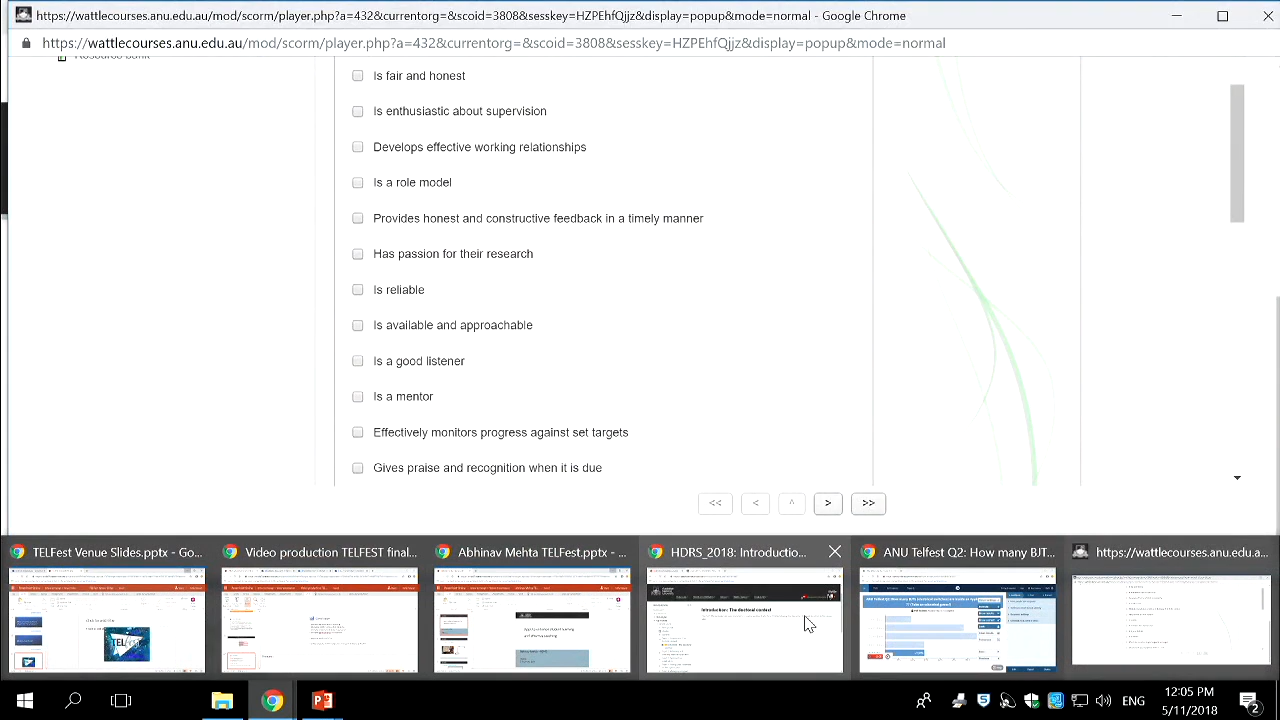 https://wattlecourses.anu.edu.au/mod/scorm/player.php?a=432&currentorg=&scoid=3808&sesskey=HZPEhfQjjz&display=popup&mode=normal - Google Chrome
https://wattlecourses.anu.edu.au/mod/scorm/player.php?a=432&currentorg=&scoid=3808&sesskey=HZPEhfQjjz&display=popup&mode=normal
Resource bank
Is fair and honest
Is enthusiastic about supervision
Develops effective working relationships
Is a role model
Provides honest and constructive feedback in a timely manner
Has passion for their research
Is reliable
Is available and approachable
Is a good listener
Is a mentor
Effectively monitors progress against set targets
Gives praise and recognition when it is due
<< < ^ > >>
TELFest Venue Slides.pptx - Go...
Video production TELFEST final...
Abhinav Mehta TELFest.pptx - ...
HDRS_2018: Introductio...
ANU Telfest Q2: How many BJT...
https://wattlecourses.anu.edu.a...
Introduction: The doctoral context
ENG
12:05 PM
5/11/2018
2